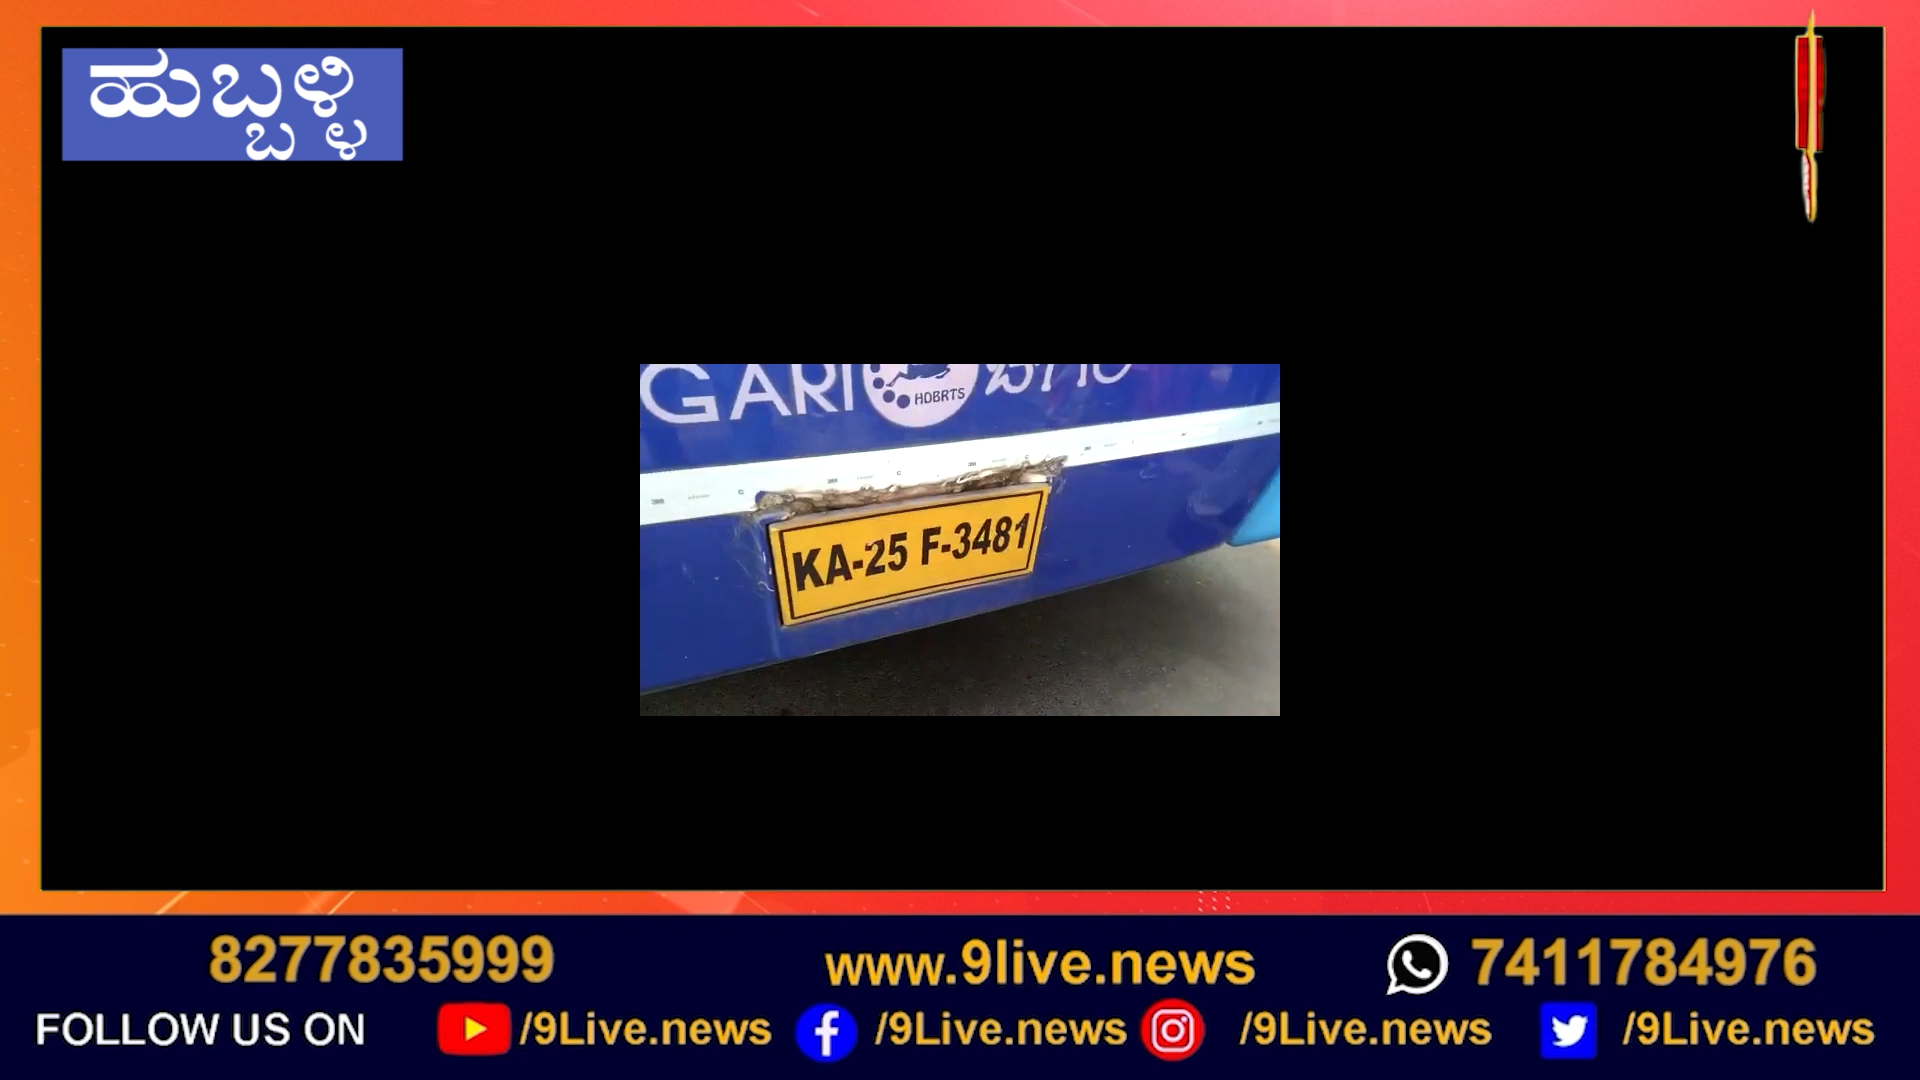 ಹುಬ್ಬಳ್ಳಿ
GARI
HDBRTS
KA-25 F-3481
8277835999
www.9live.news
7411784976
FOLLOW US ON
/9Live.news
/9Live.news
/9Live.news
/9Live.news